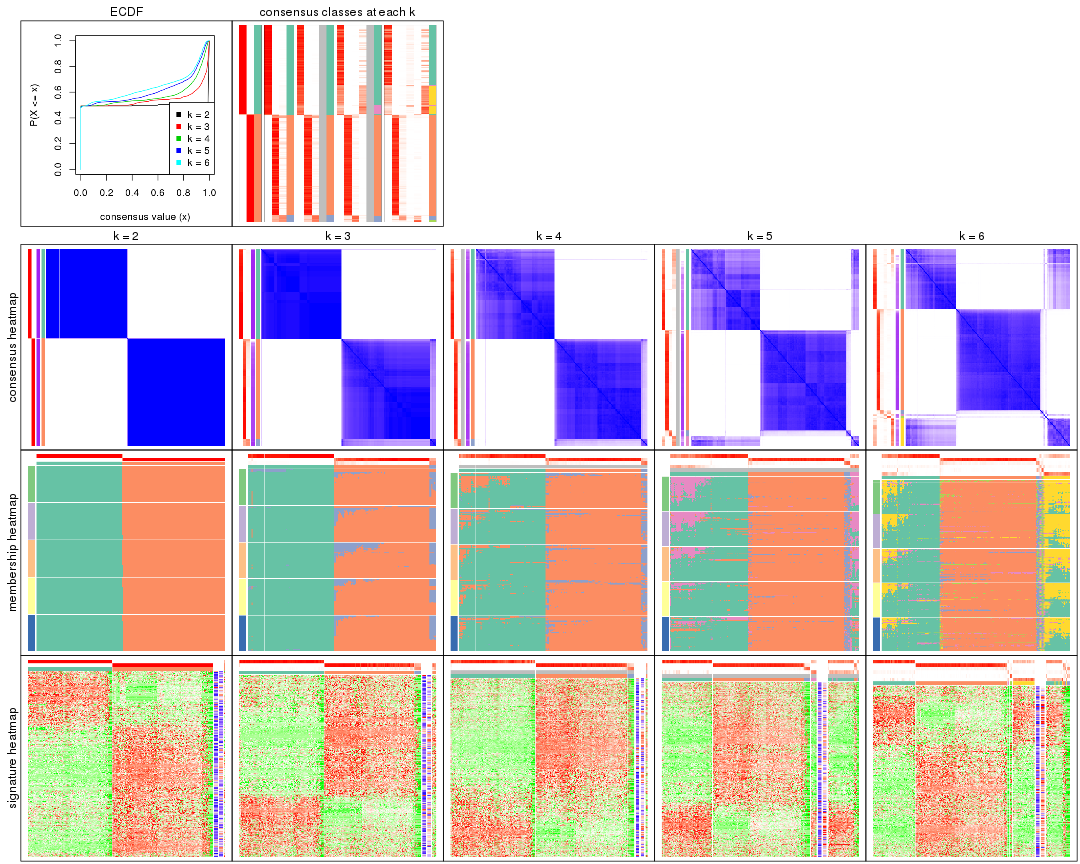 ECDF
consensus classes at each k
P(X <= x)
0.0 0.2 0.4 0.6 0.8 1.0
k = 2
k = 3
k = 4
k = 5
k = 6
0.0 0.2 0.4 0.6 0.8 1.0
consensus value (x)
k = 2
k = 3
k = 4
k = 5
k = 6
consensus heatmap
membership heatmap
signature heatmap